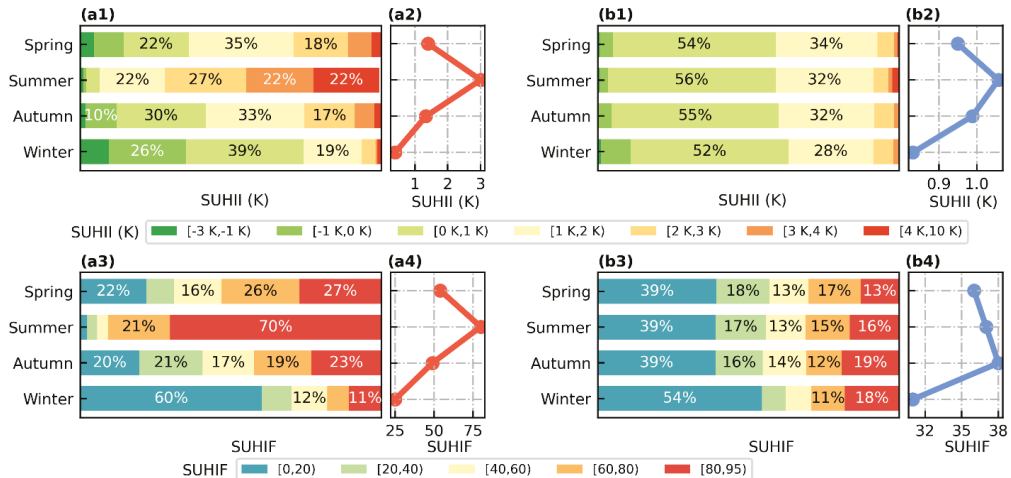 (a1) (a2) (b1) (b2)
Spring 22% 35% 18% Spring 54% 34%
Summer 22% 27% 22% 22% Summer 56% 32%
Autumn 10% 30% 33% 17% Autumn 55% 32%
Winter 26% 39% 19% Winter 52% 28%
1 2 3 0.9 1.0
SUHII (K) SUHII (K) SUHII (K) SUHII (K)
SUHII (K) [-3 K,-1 K) [-1 K,0 K) [0 K,1 K) [1 K,2 K) [2 K,3 K) [3 K,4 K) [4 K,10 K)
(a3) (a4) (b3) (b4)
Spring 22% 16% 26% 27% Spring 39% 18% 13% 17% 13%
Summer 21% 70% Summer 39% 17% 13% 15% 16%
Autumn 20% 21% 17% 19% 23% Autumn 39% 16% 14% 12% 19%
Winter 60% 12% 11% Winter 54% 11% 18%
25 50 75 32 36 38
SUHIF SUHIF SUHIF SUHIF
SUHIF [0,20) [20,40) [40,60) [60,80) [80,95)